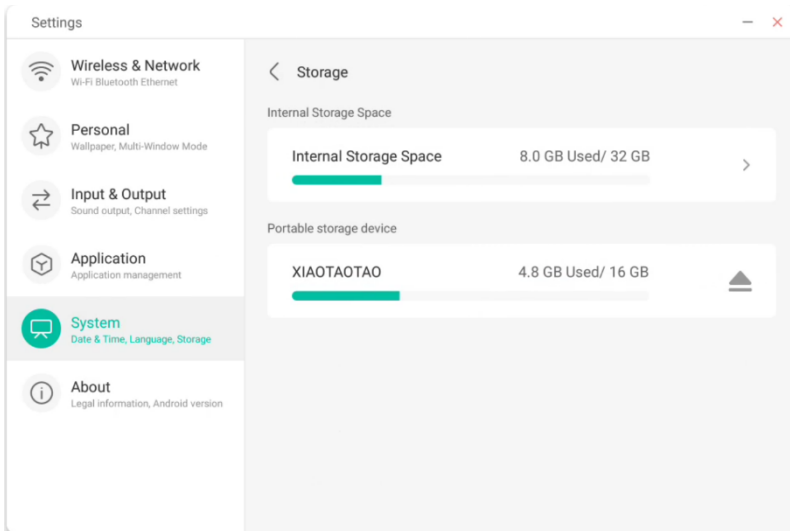 Settings
Wireless & Network
Wi-Fi Bluetooth Ethernet
Personal
Wallpaper, Multi-Window Mode
Input & Output
Sound output, Channel settings
Application
Application management
System
Date & Time, Language, Storage
About
Legal information, Android version
Storage
Internal Storage Space
Internal Storage Space 8.0 GB Used/ 32 GB
Portable storage device
XIAOTAOTAO 4.8 GB Used/ 16 GB